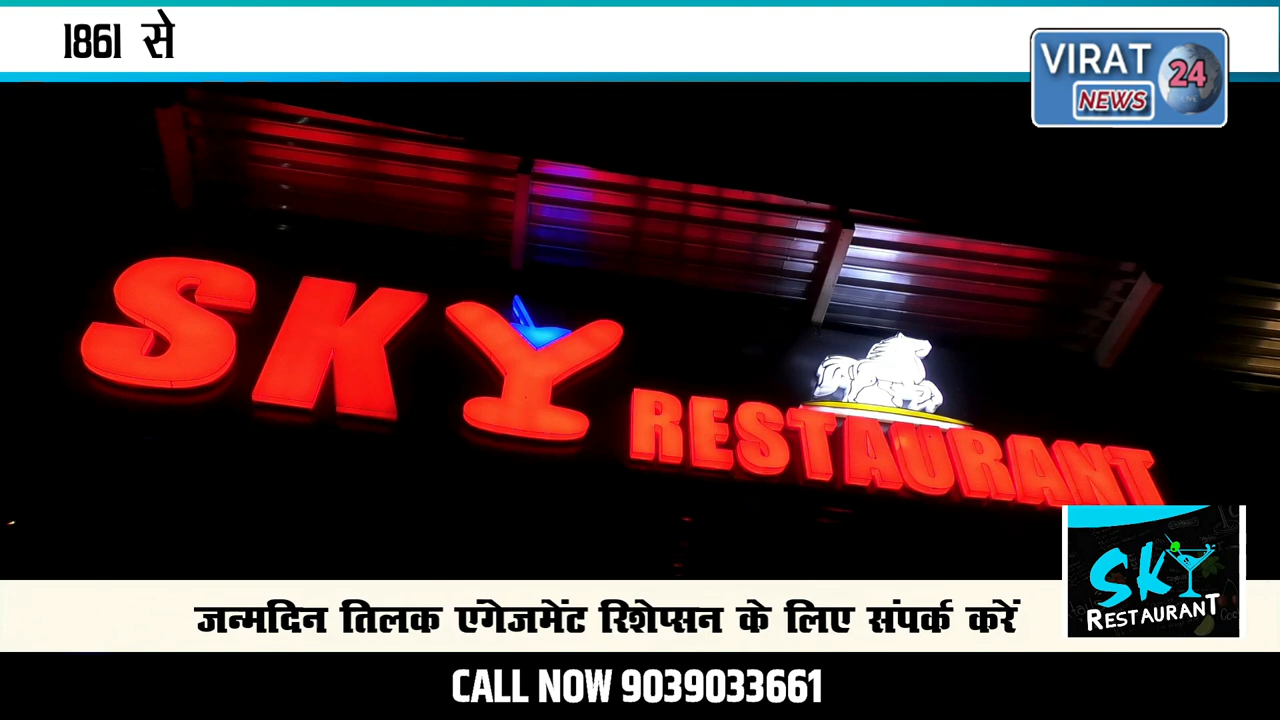 1861 से
VIRAT
24
NEWS
SKY
RESTAURANT
SKY
RESTAURANT
जन्मदिन तिलक एंगेजमेंट रिशेप्सन के लिए संपर्क करें
CALL NOW 9039033661